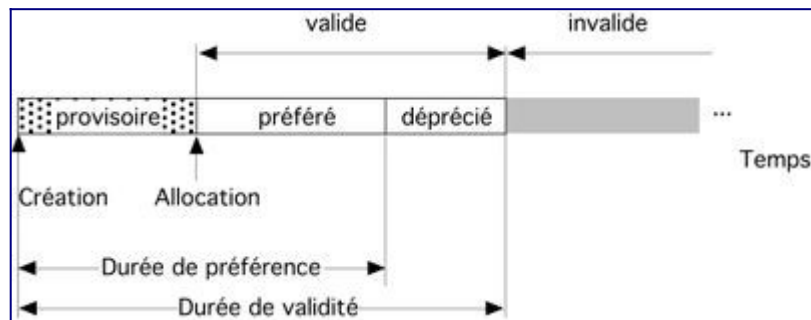 valide invalide
provisoire préféré déprécié ...
Temps
Création Allocation
Durée de préférence
Durée de validité